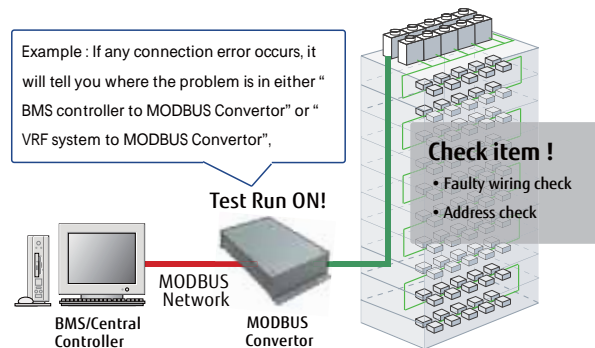 Example : If any connection error occurs, it
will tell you where the problem is in either “
BMS controller to MODBUS Convertor” or “
VRF system to MODBUS Convertor”,
Test Run ON!
Check item !
• Faulty wiring check
• Address check
MODBUS
Network
BMS/Central
Controller
MODBUS
Convertor